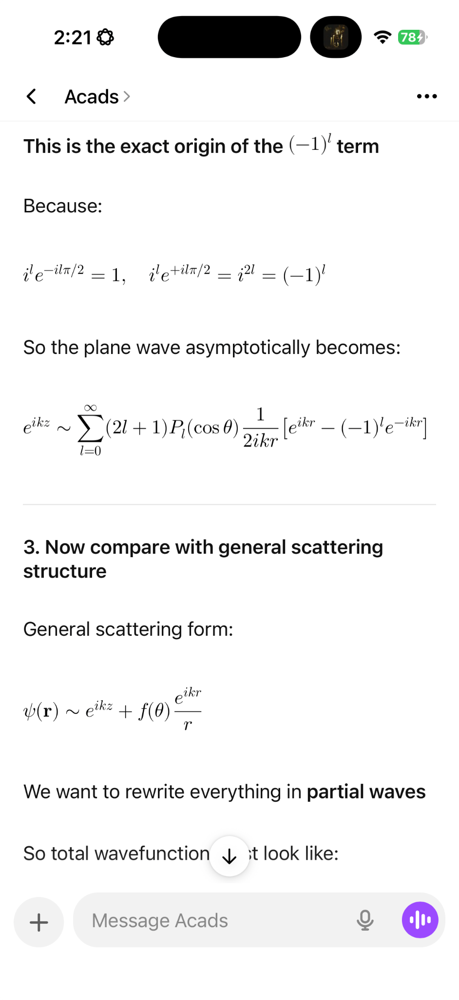 2:21
78
Acads
This is the exact origin of the $(-1)^l$ term
Because:
$i^l e^{-il\pi/2} = 1, \quad i^l e^{+il\pi/2} = i^{2l} = (-1)^l$
So the plane wave asymptotically becomes:
$e^{ikz} \sim \sum_{l=0}^{\infty} (2l + 1) P_l(\cos\theta) \frac{1}{2ikr} [e^{ikr} - (-1)^l e^{-ikr}]$
3. Now compare with general scattering
structure
General scattering form:
$\psi(\mathbf{r}) \sim e^{ikz} + f(\theta) \frac{e^{ikr}}{r}$
We want to rewrite everything in partial waves
So total wavefunction look like:
Message Acads